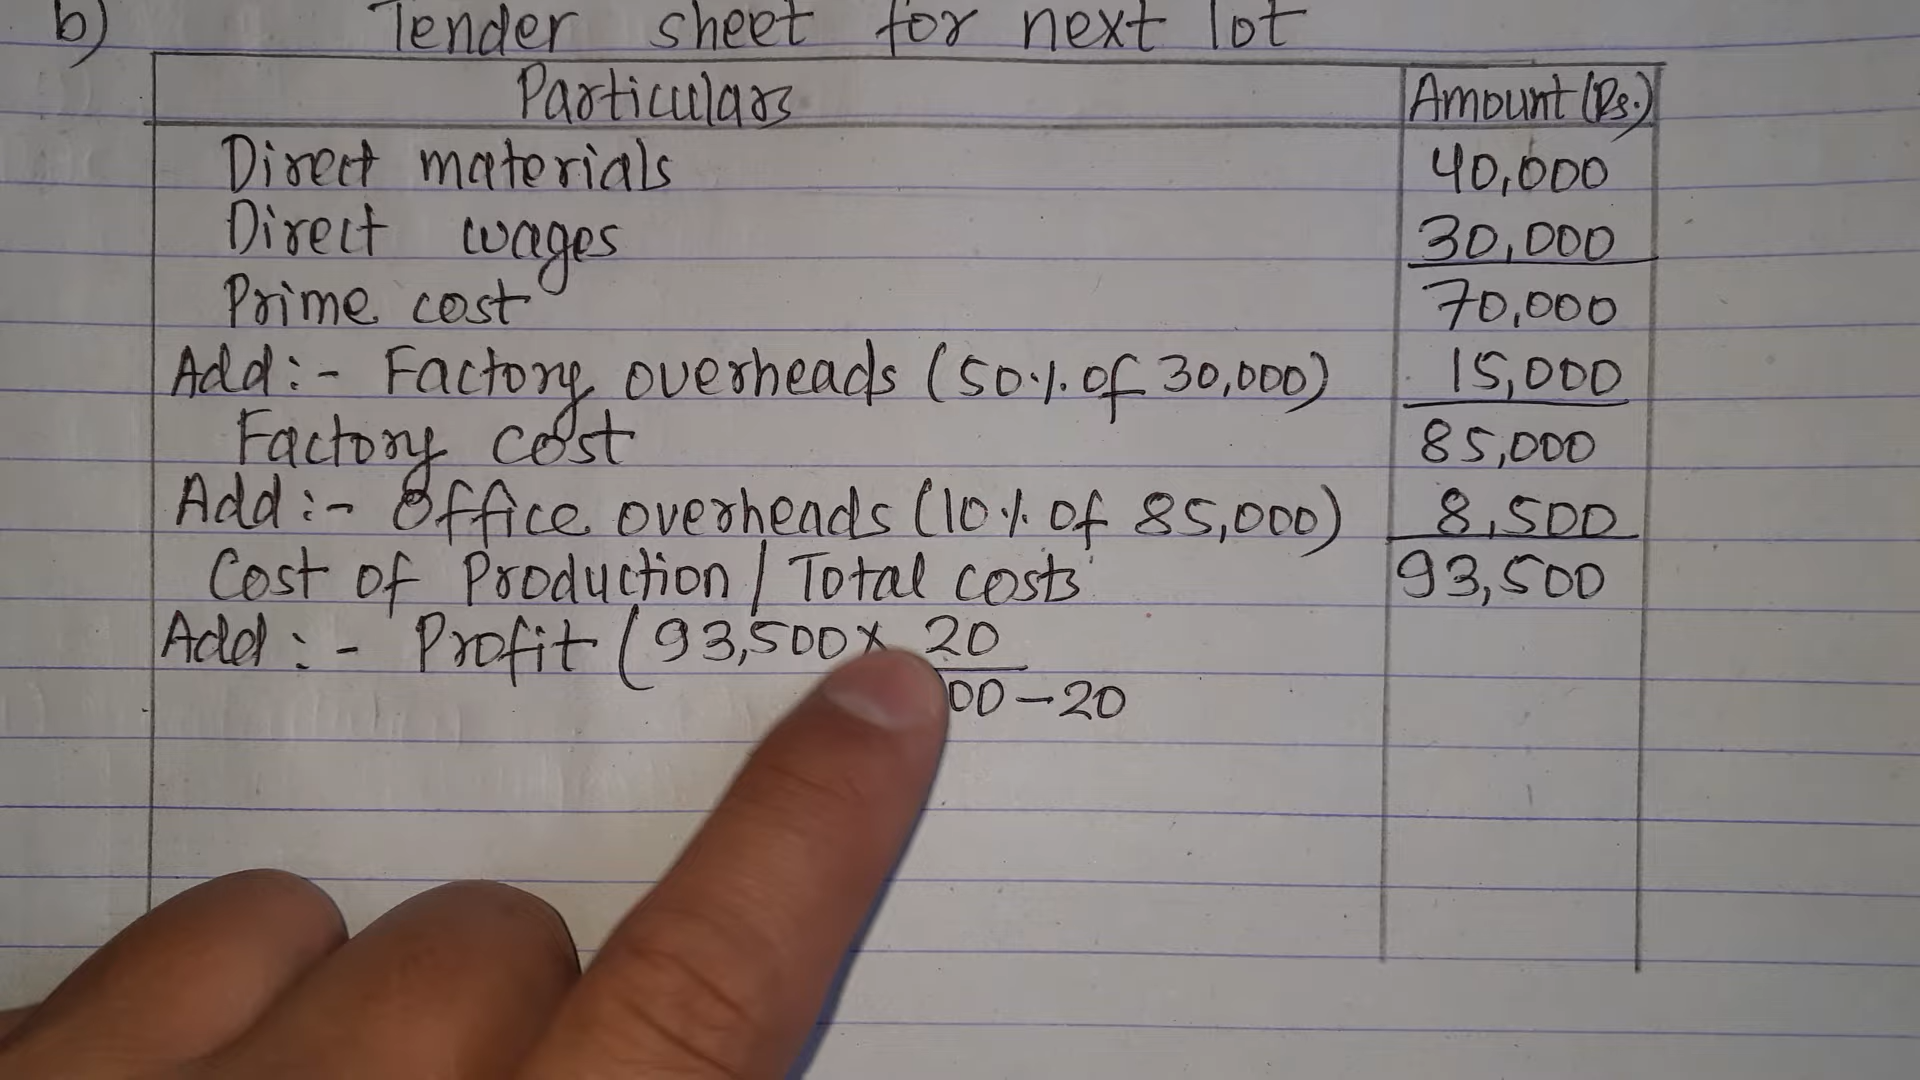 b) Tender sheet for next lot
Particulars Amount (Rs.)
Direct materials 40,000
Direct wages 30,000
Prime cost 70,000
Add:- Factory overheads (50% of 30,000) 15,000
Factory cost 85,000
Add:- Office overheads (10% of 85,000) 8,500
Cost of Production / Total costs 93,500
Add:- Profit (93,500 x 20
00-20